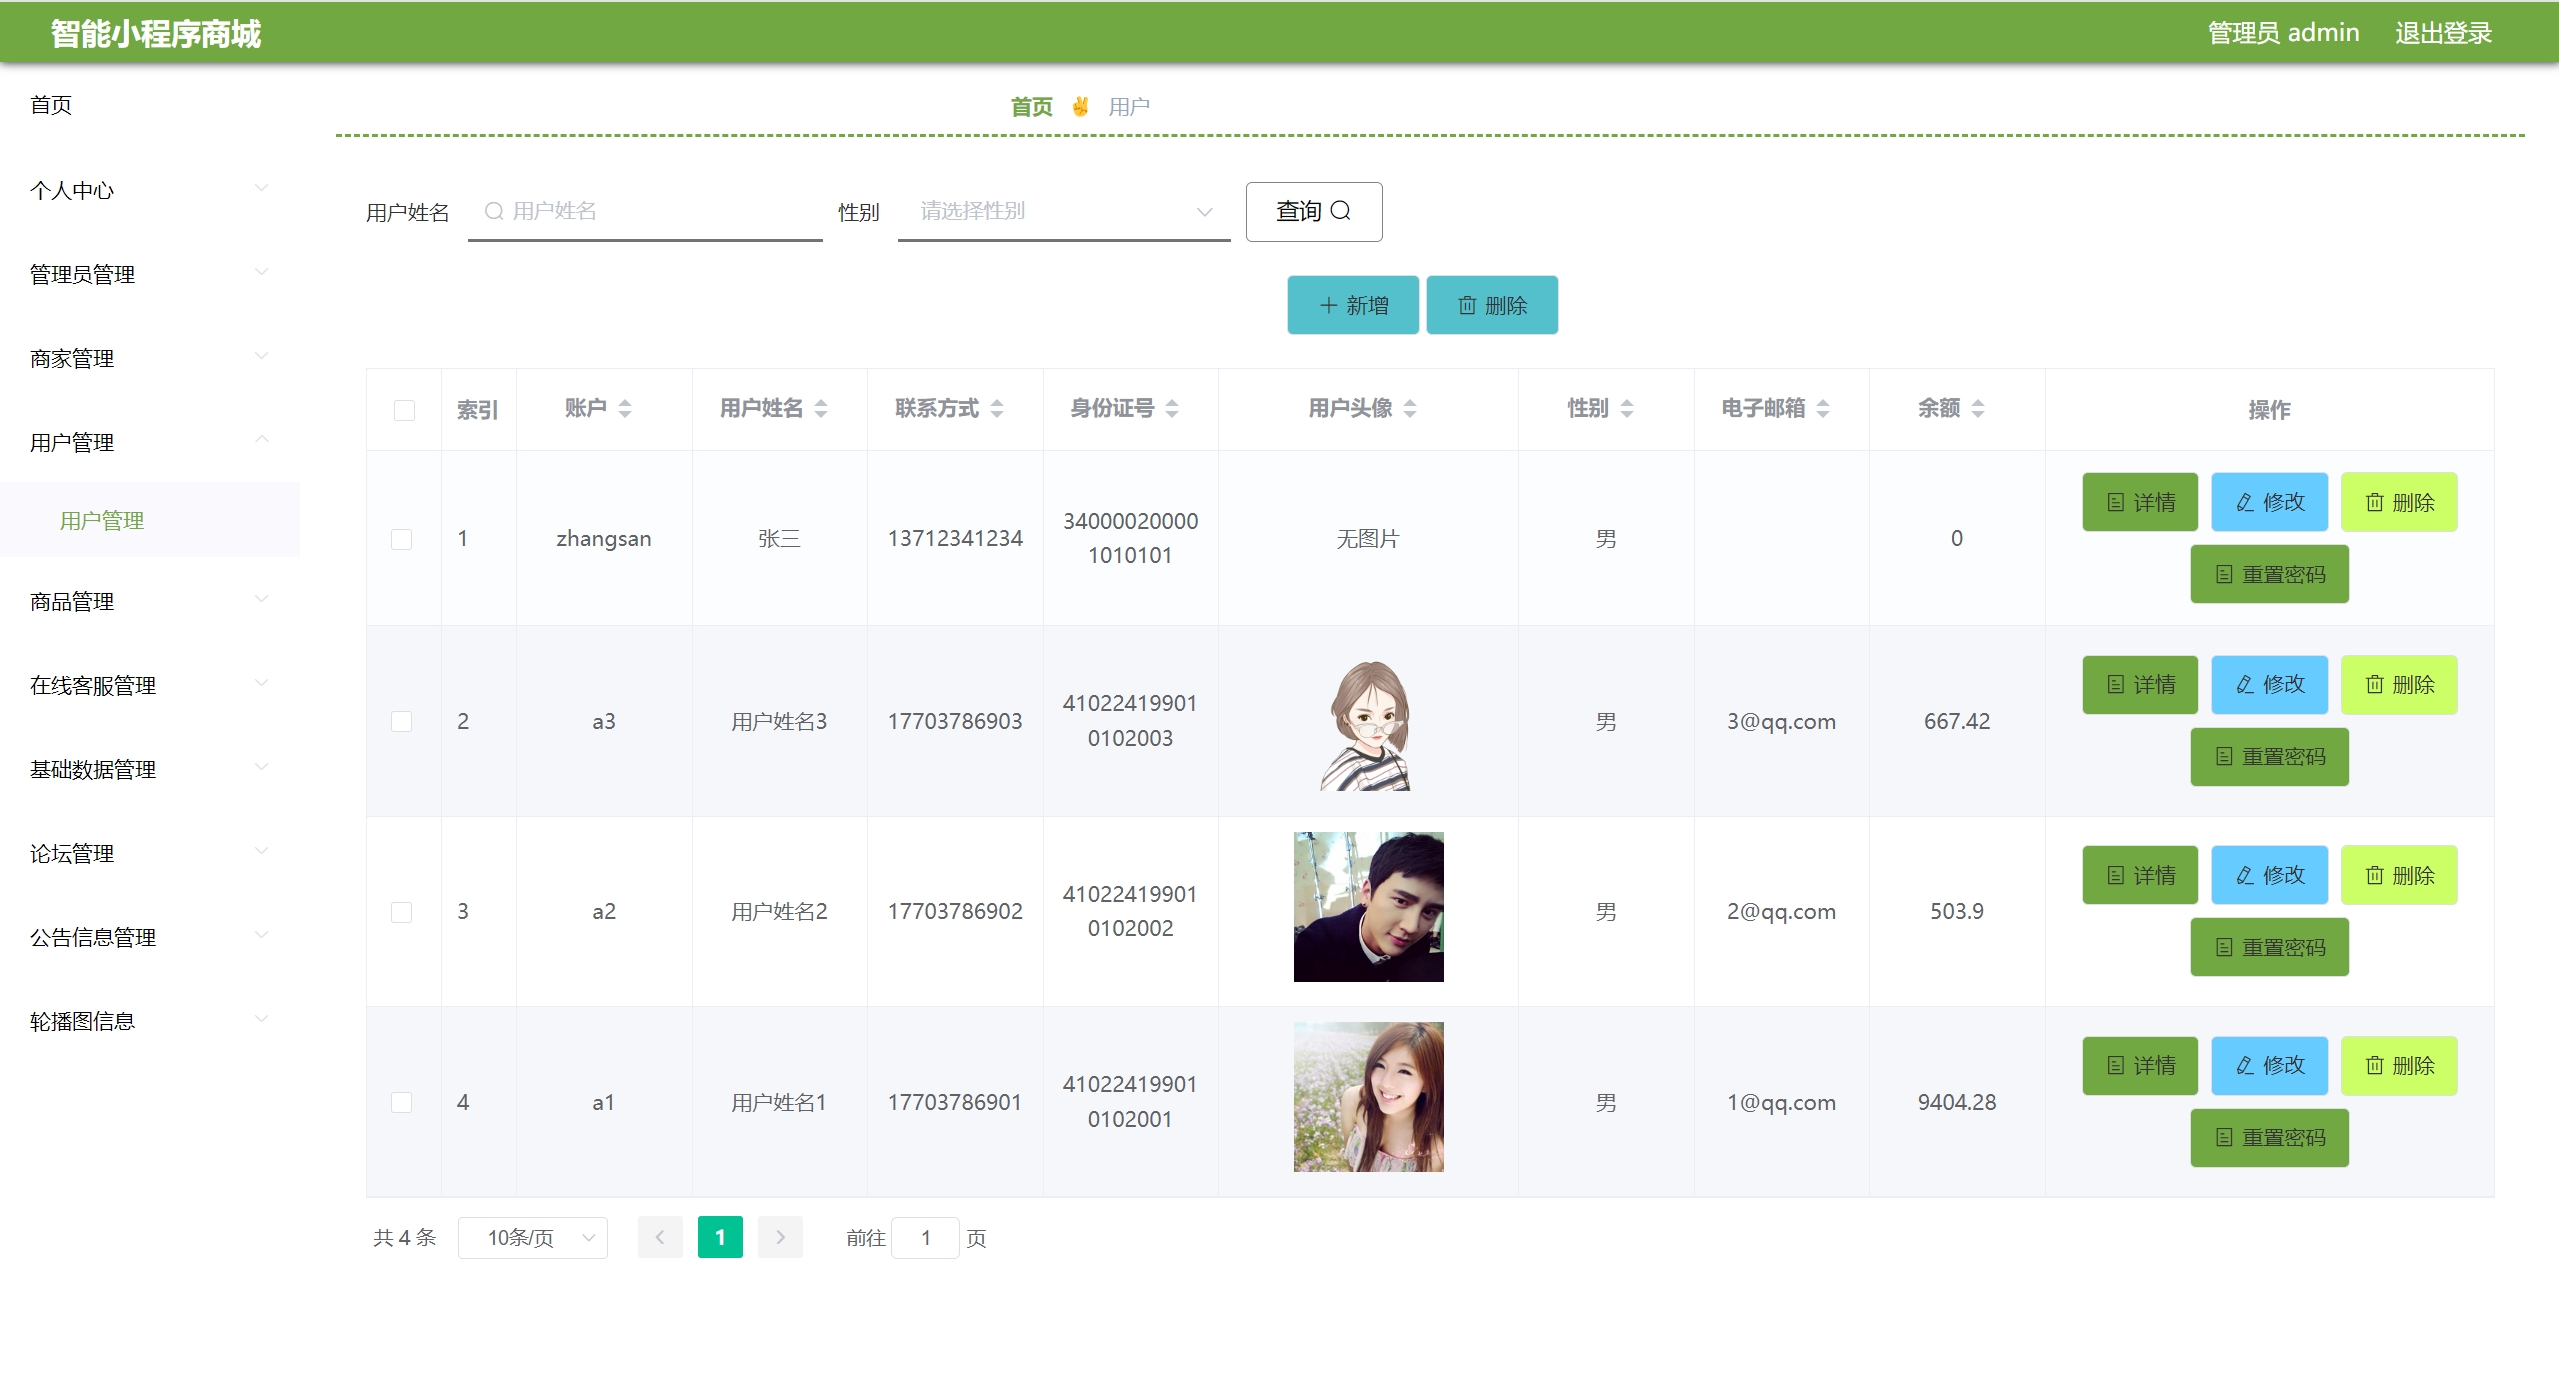 智能小程序商城
管理员 admin 退出登录
首页
个人中心
管理员管理
商家管理
用户管理
用户管理
商品管理
在线客服管理
基础数据管理
论坛管理
公告信息管理
轮播图信息
首页 ✌ 用户
用户姓名 用户姓名 性别 请选择性别 查询
新增 删除
索引 账户 用户姓名 联系方式 身份证号 用户头像 性别 电子邮箱 余额 操作
1 zhangsan 张三 13712341234 34000020000 无图片 男 0 详情 修改 删除
1010101 重置密码
2 a3 用户姓名3 17703786903 41022419901 男 3@qq.com 667.42 详情 修改 删除
0102003 重置密码
3 a2 用户姓名2 17703786902 41022419901 男 2@qq.com 503.9 详情 修改 删除
0102002 重置密码
4 a1 用户姓名1 17703786901 41022419901 男 1@qq.com 9404.28 详情 修改 删除
0102001 重置密码
共 4 条 10条/页 1 前往 1 页